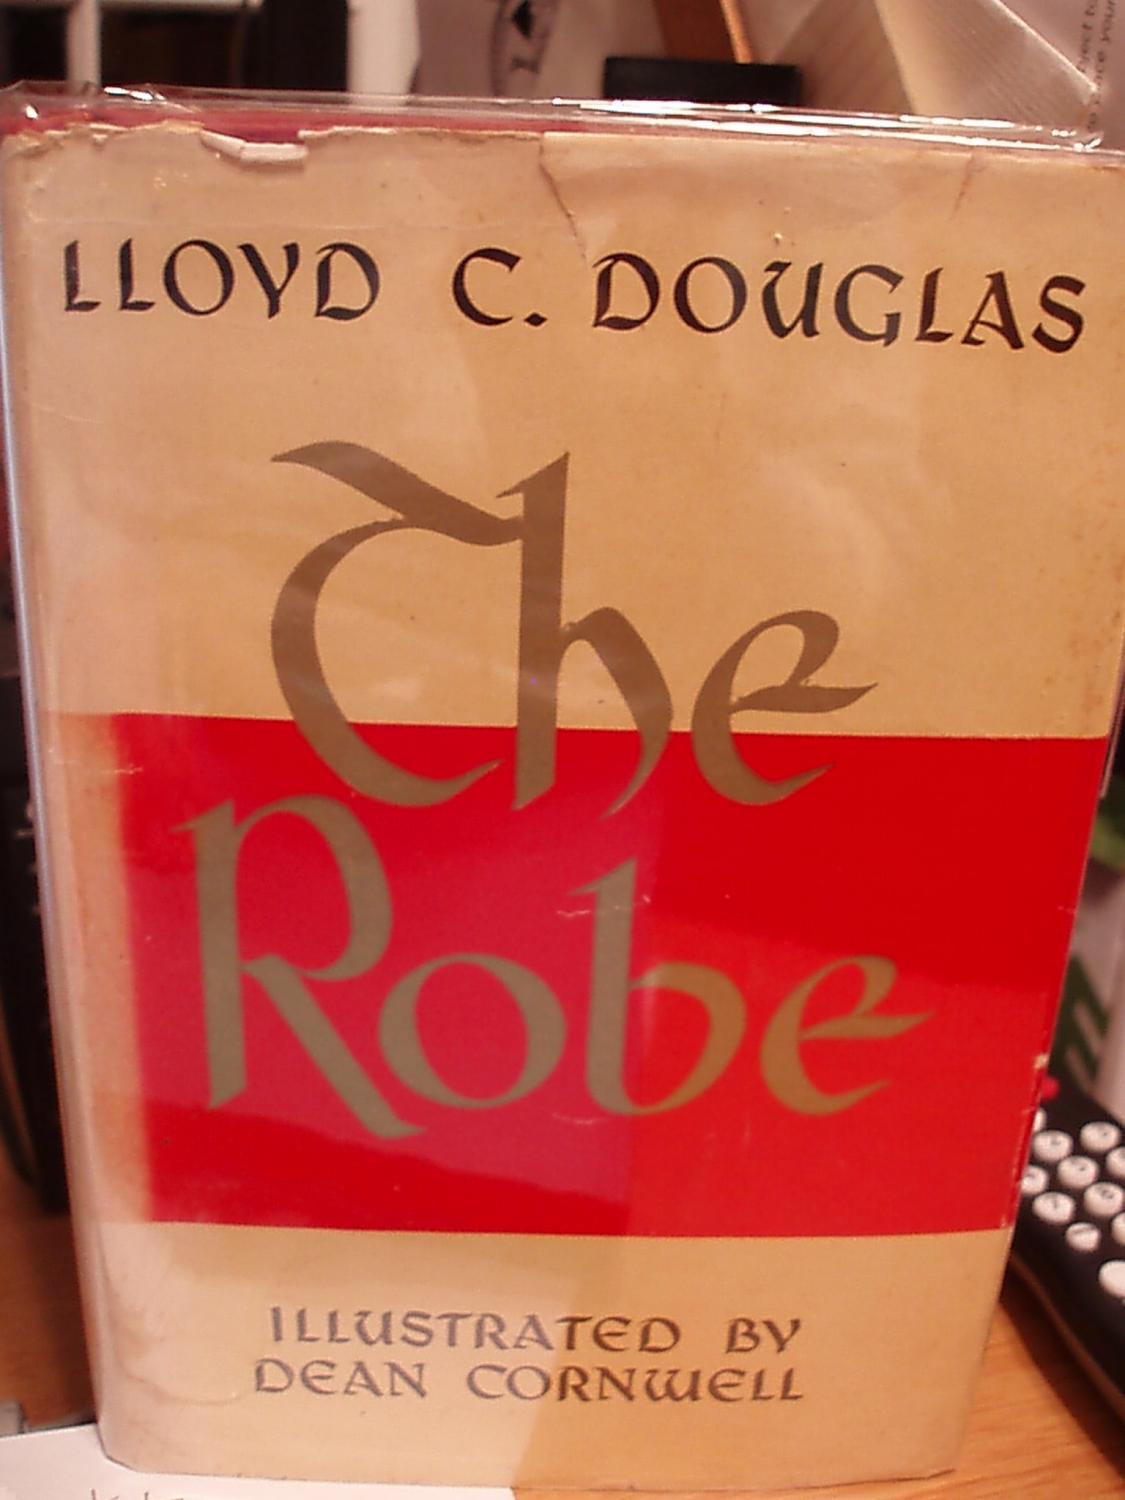 LLOYD C. DOUGLAS
The
Robe
ILLUSTRATED BY
DEAN CORNWELL